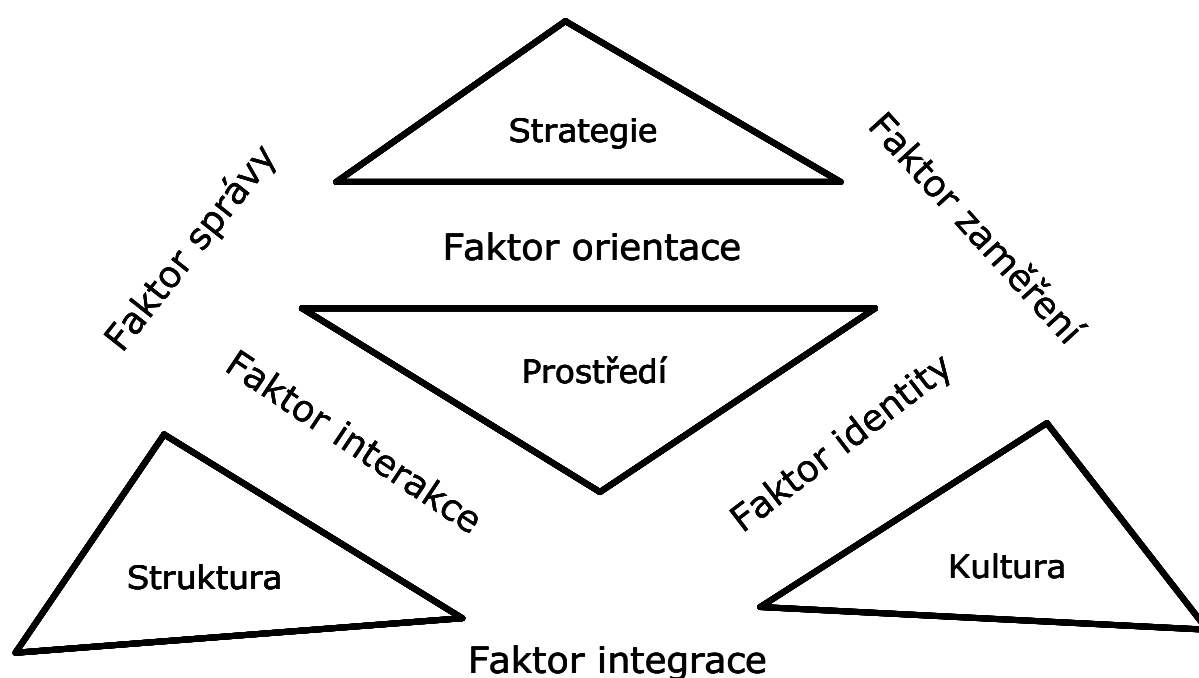 Strategie
Faktor správy
Faktor zaměření
Faktor orientace
Prostředí
Faktor interakce
Faktor identity
Struktura
Kultura
Faktor integrace